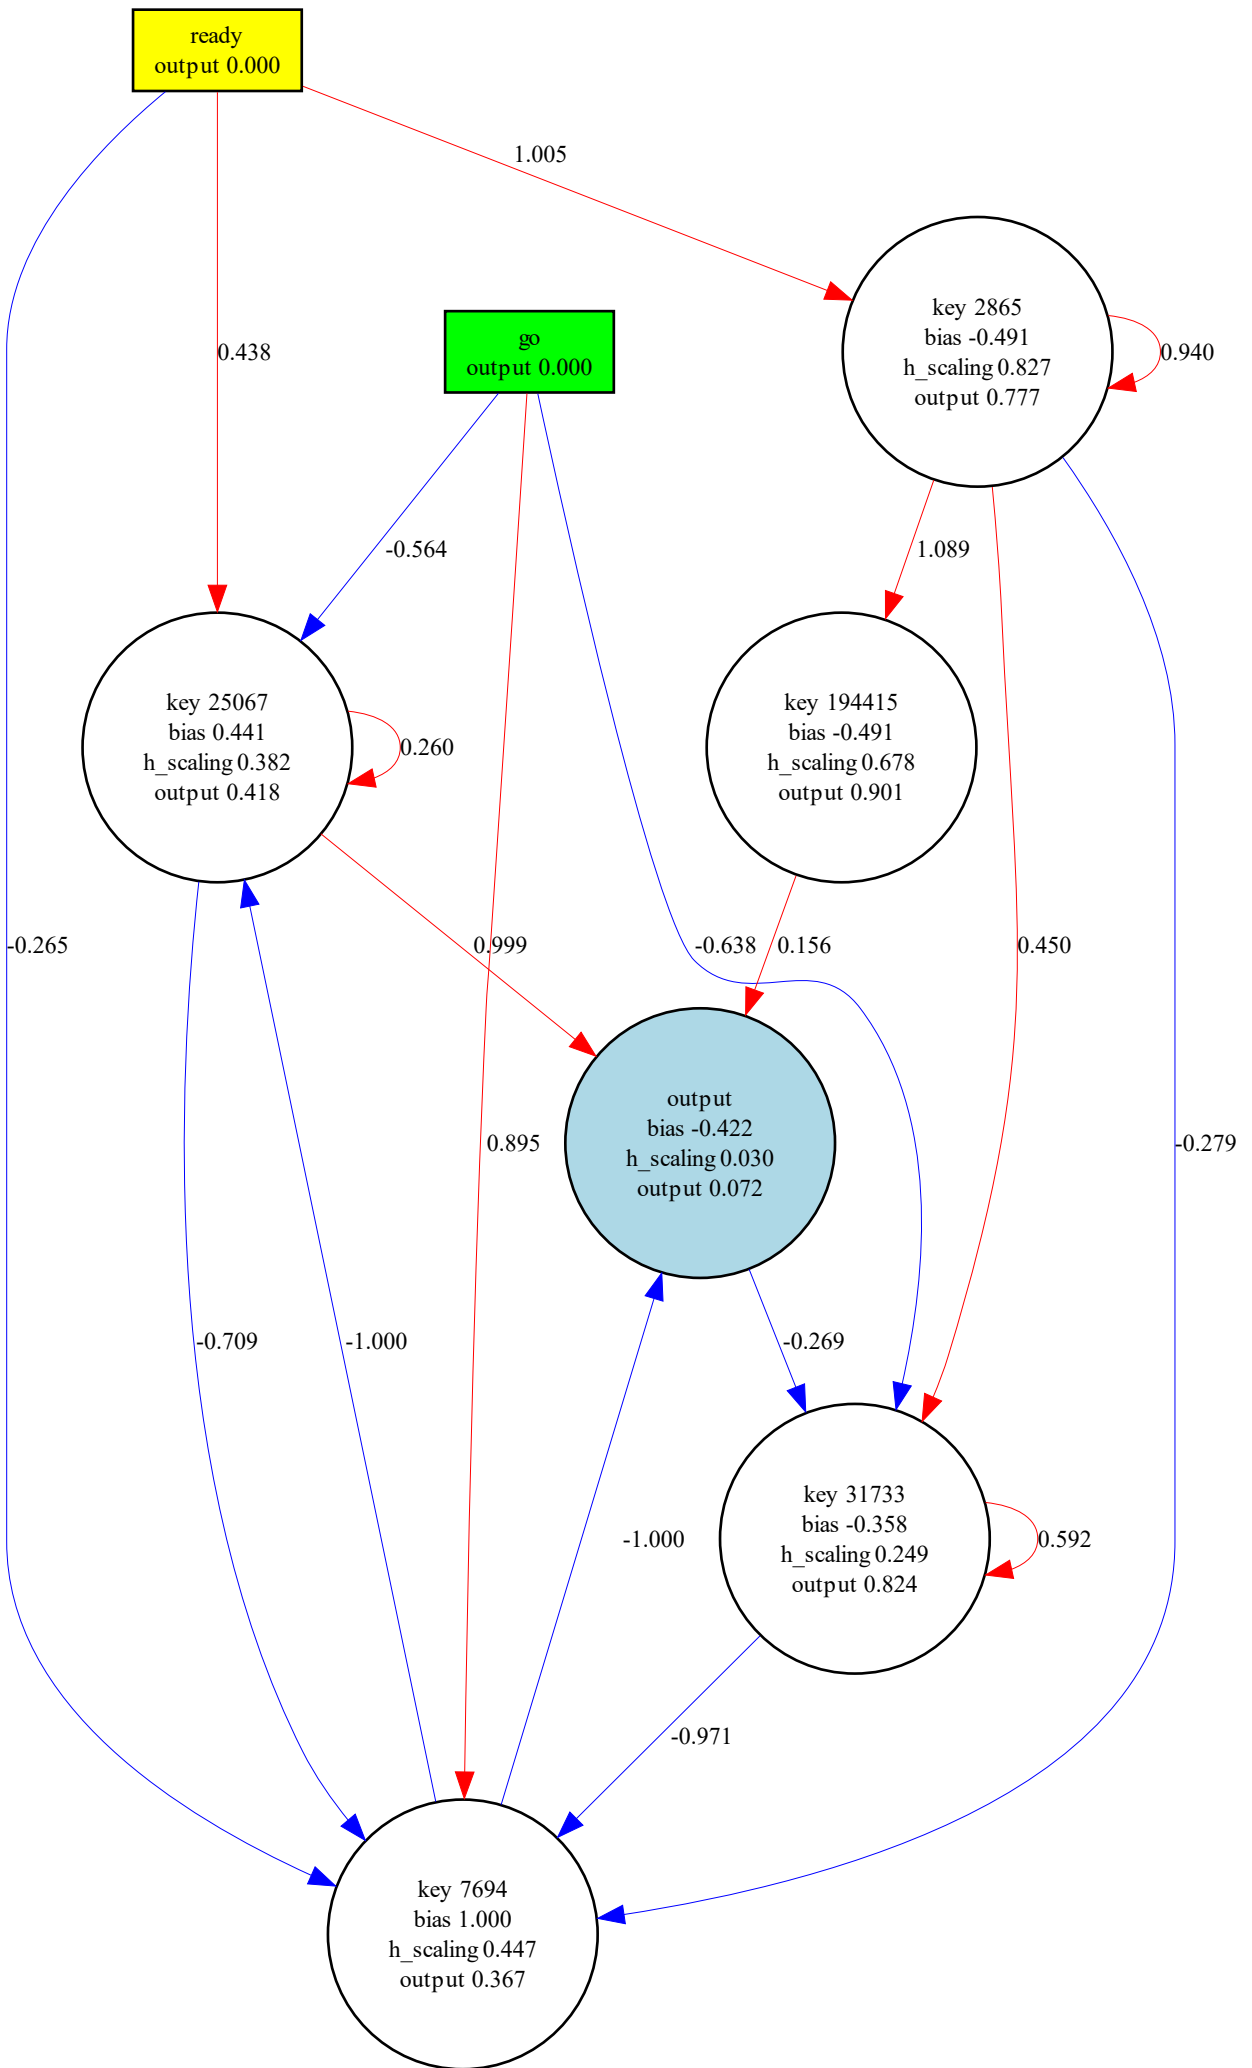 ready
output 0.000
1.005
go
output 0.000
0.438
key 2865
bias -0.491
h_scaling 0.827
output 0.777
0.940
-0.564
1.089
key 25067
bias 0.441
h_scaling 0.382
output 0.418
0.260
key 194415
bias -0.491
h_scaling 0.678
output 0.901
-0.265
0.999
-0.638
0.156
0.450
output
bias -0.422
h_scaling 0.030
output 0.072
0.895
-0.279
-0.709
-1.000
-0.269
-1.000
key 31733
bias -0.358
h_scaling 0.249
output 0.824
0.592
-0.971
key 7694
bias 1.000
h_scaling 0.447
output 0.367